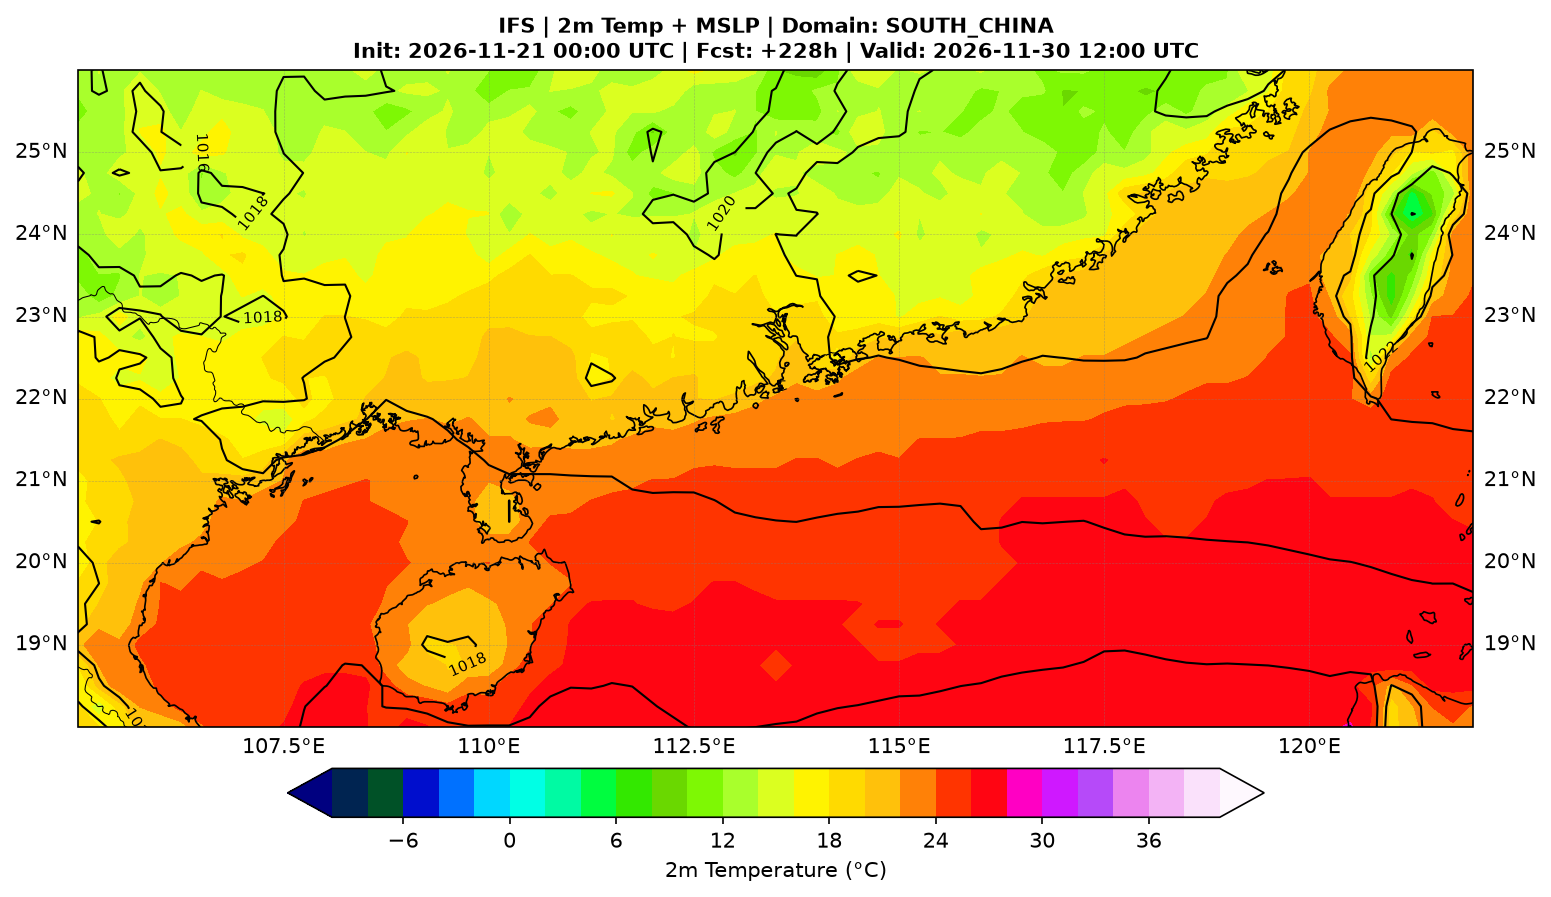 IFS | 2m Temp + MSLP | Domain: SOUTH_CHINA
Init: 2026-11-21 00:00 UTC | Fcst: +228h | Valid: 2026-11-30 12:00 UTC
25°N 1016 25°N
1018 1020
24°N 24°N
23°N 1018 23°N
1022
22°N 22°N
21°N 21°N
20°N 20°N
19°N 1018 19°N
107.5°E 110°E 112.5°E 115°E 117.5°E 120°E
−6 0 6 12 18 24 30 36
2m Temperature (°C)